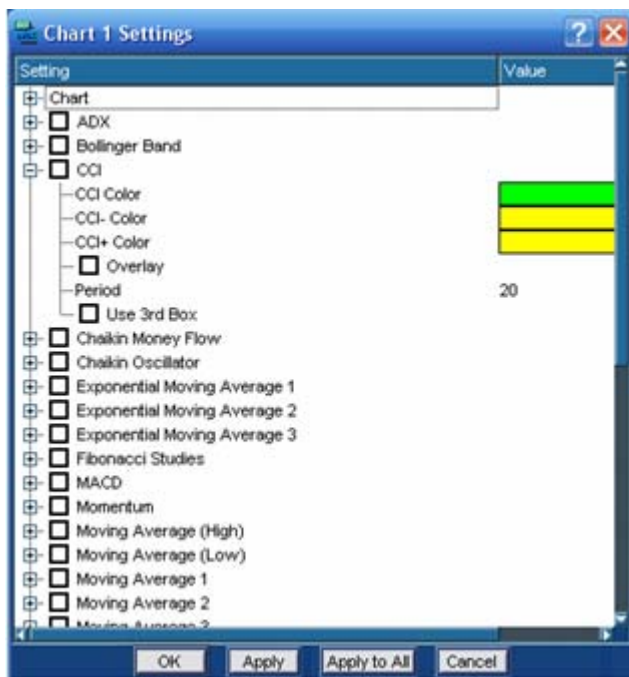 Chart 1 Settings
Setting Value
Chart
ADX
Bollinger Band
CCI
CCI Color
CCI- Color
CCI+ Color
Overlay
Period 20
Use 3rd Box
Chaikin Money Flow
Chaikin Oscillator
Exponential Moving Average 1
Exponential Moving Average 2
Exponential Moving Average 3
Fibonacci Studies
MACD
Momentum
Moving Average (High)
Moving Average (Low)
Moving Average 1
Moving Average 2
Moving Average 3
OK Apply Apply to All Cancel